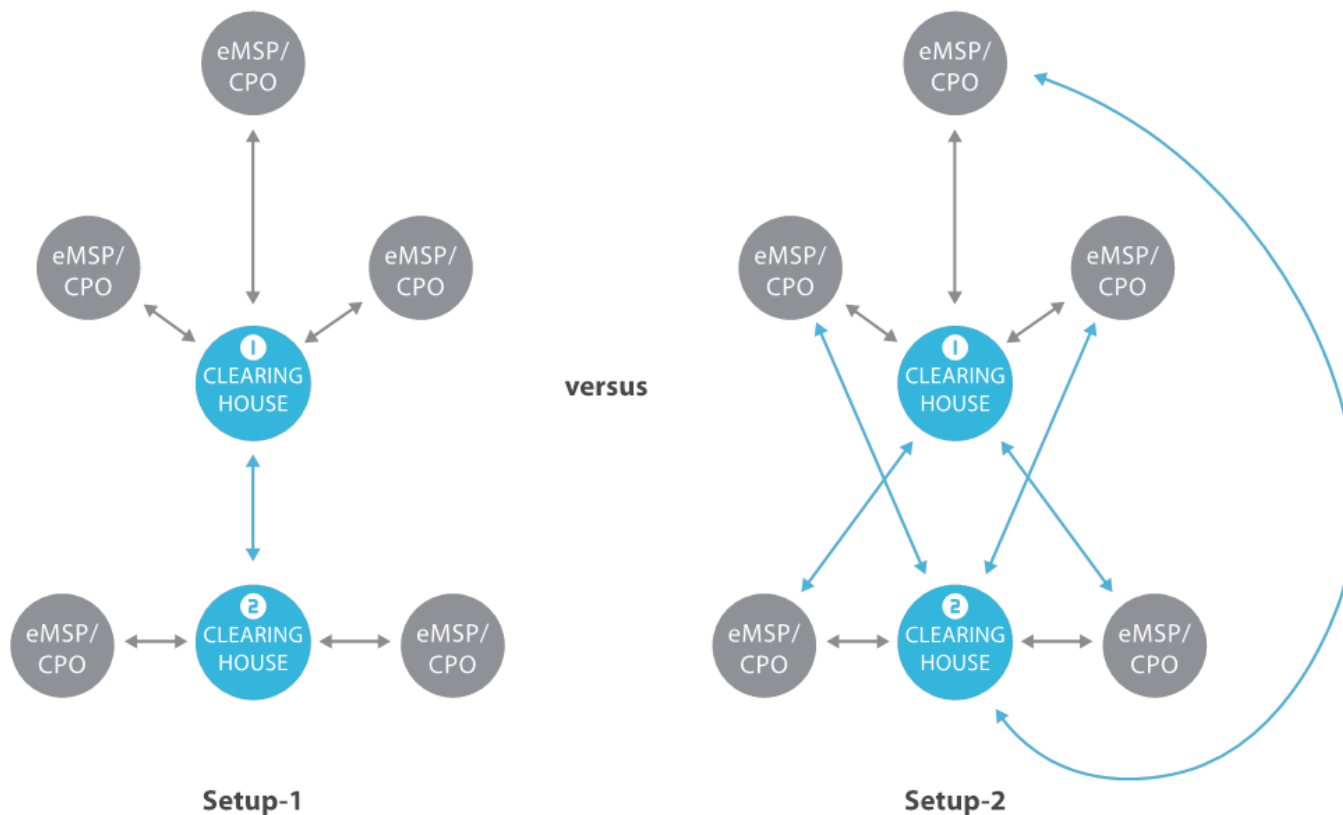 eMSP/
CPO
eMSP/
CPO
eMSP/
CPO
1
CLEARING
HOUSE
2
CLEARING
HOUSE
eMSP/
CPO
eMSP/
CPO
Setup-1
versus
eMSP/
CPO
eMSP/
CPO
eMSP/
CPO
1
CLEARING
HOUSE
2
CLEARING
HOUSE
eMSP/
CPO
eMSP/
CPO
Setup-2